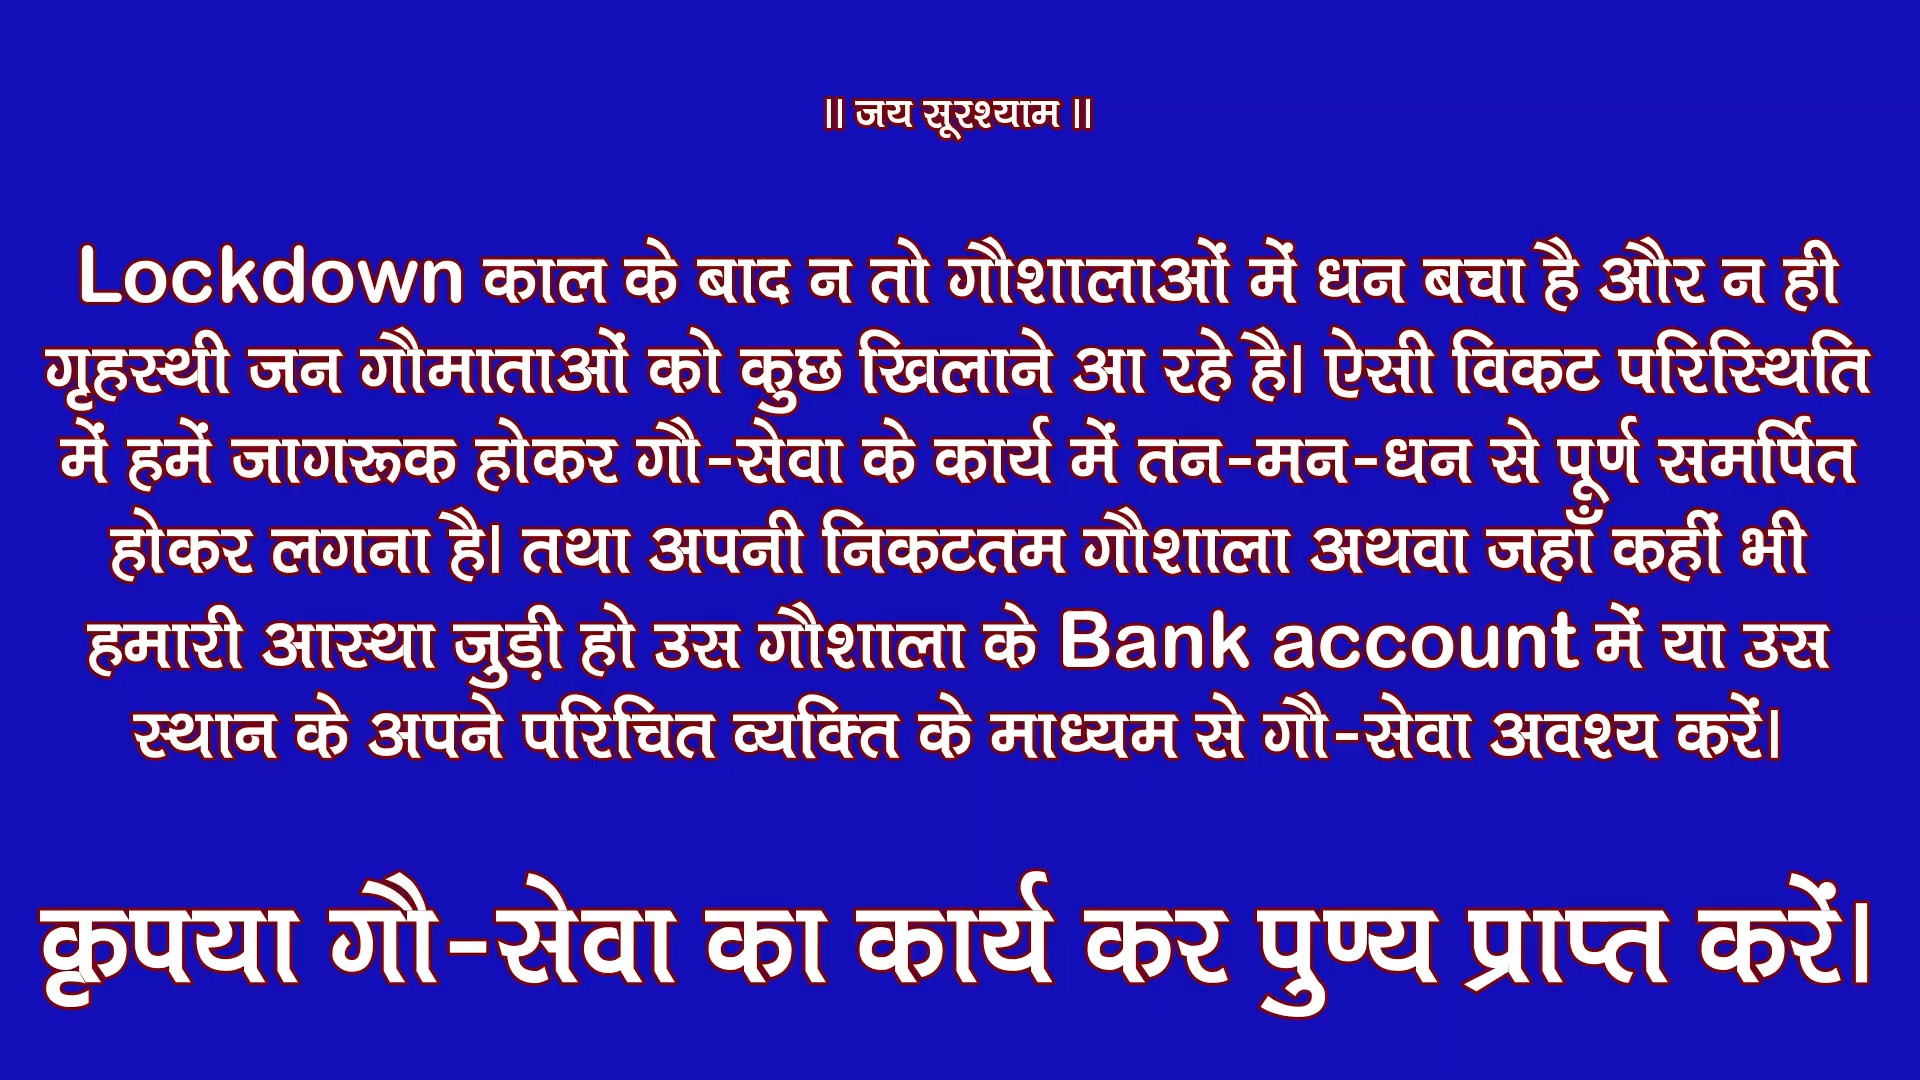 ॥ जय सूरश्याम ॥
Lockdown काल के बाद न तो गौशालाओं में धन बचा है और न ही
गृहस्थी जन गौमाताओं को कुछ खिलाने आ रहे है। ऐसी विकट परिस्थिति
में हमें जागरूक होकर गौ-सेवा के कार्य में तन-मन-धन से पूर्ण समर्पित
होकर लगना है। तथा अपनी निकटतम गौशाला अथवा जहाँ कहीं भी
हमारी आस्था जुड़ी हो उस गौशाला के Bank account में या उस
स्थान के अपने परिचित व्यक्ति के माध्यम से गौ-सेवा अवश्य करें।
कृपया गौ-सेवा का कार्य कर पुण्य प्राप्त करें।